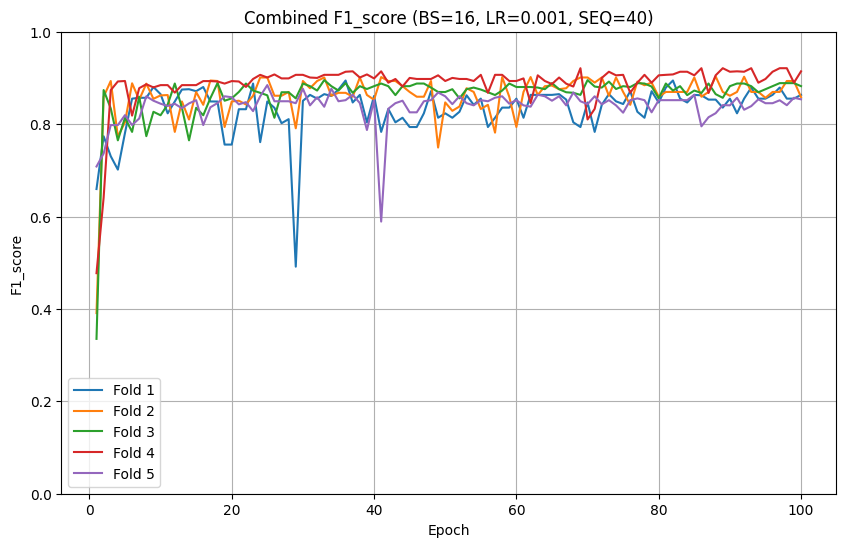 Combined F1_score (BS=16, LR=0.001, SEQ=40)
1.0
0.8
0.6
0.4
0.2
0.0
F1_score
Fold 1
Fold 2
Fold 3
Fold 4
Fold 5
0 20 40 60 80 100
Epoch